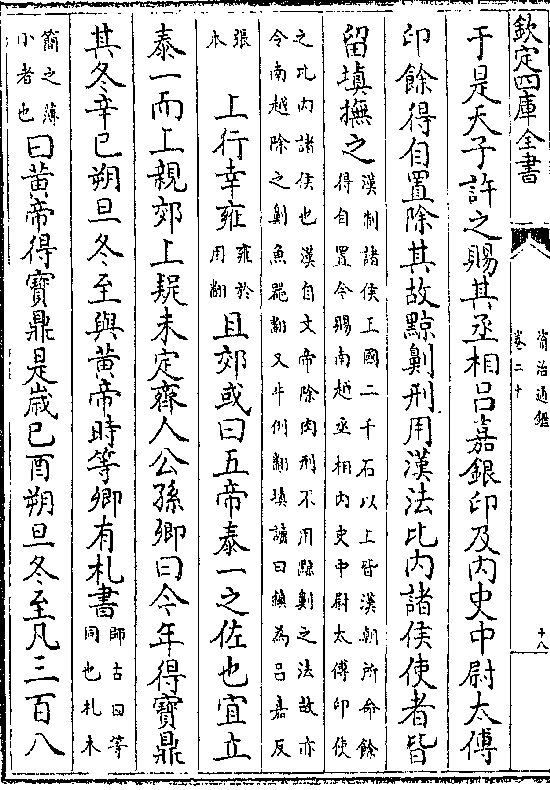 欽定四庫全書
資治通鑑
卷二十
十八
于是天子許之賜其丞相吕嘉銀印及内史中尉太傅
印餘得自置除其故黥劓刑用漢法比内諸侯使者皆
留填撫之
漢制諸侯王國二千石以上皆漢朝所命餘
得自置今賜南越丞相内史中尉太傅印使
之比内諸侯也漢自文帝除肉刑不用黥劓之法故亦
令南越除之劓魚器翻又牛例翻填讀曰鎮為吕嘉反
張
本
上行幸雍
雍於
用翻
且郊或曰五帝泰一之佐也宜立
泰一而上親郊上疑未定齊人公孫卿曰今年得寶鼎
其冬辛巳朔旦冬至與黄帝時等卿有札書
師古曰等
同也札木
簡之薄
小者也
曰黄帝得寶鼎是嵗己酉朔旦冬至凡三百八